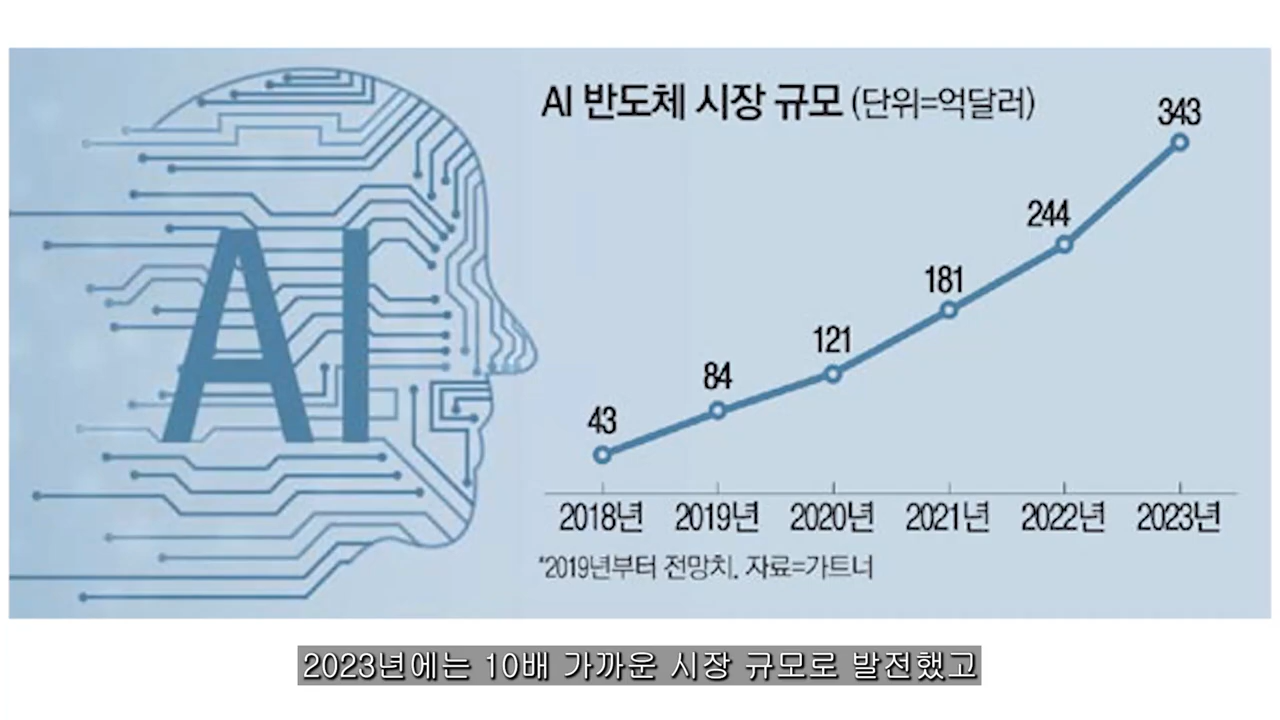 AI
AI 반도체 시장 규모 (단위=억달러)
343
244
181
121
84
43
2018년 2019년 2020년 2021년 2022년 2023년
*2019년부터 전망치, 자료=가트너
2023년에는 10배 가까운 시장 규모로 발전했고